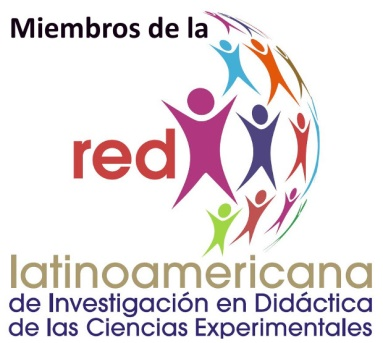 Miembros de la
red
latinoamericana
de Investigación en Didáctica
de las Ciencias Experimentales